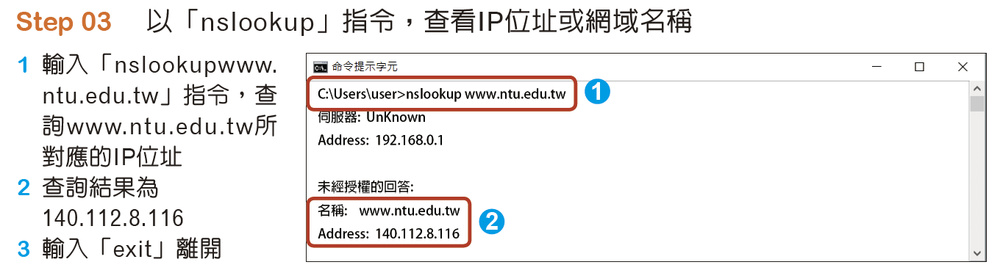 Step 03 以「nslookup」指令，查看IP位址或網域名稱
1 輸入「nslookupwww.
ntu.edu.tw」指令，查
詢www.ntu.edu.tw所
對應的IP位址
2 查詢結果為
140.112.8.116
3 輸入「exit」離開
命令提示字元
C:\Users\user>nslookup www.ntu.edu.tw 1
伺服器: UnKnown
Address: 192.168.0.1
未經授權的回答:
名稱: www.ntu.edu.tw
2
Address: 140.112.8.116